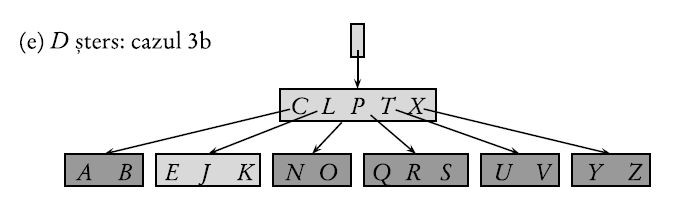 (e) D șters: cazul 3b
C L P T X
A B E J K N O Q R S U V Y Z